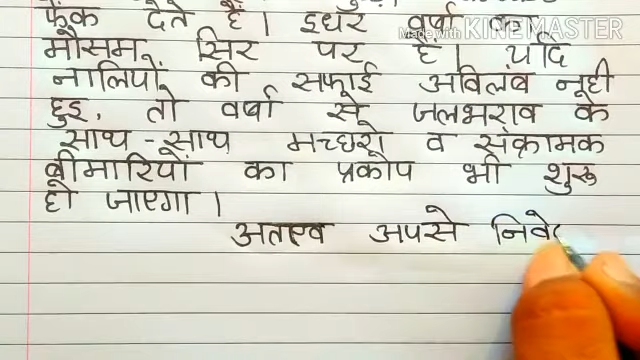 फेंक देते हैं। इधर वर्षा का
Made with KINEMASTER
मौसम सिर पर है। यदि
नालियों की सफाई अविलंब नहीं
हुइ, तो वर्षा से जलभराव के
साथ-साथ मच्छरों व संक्रामक
बीमारियों का प्रकोप भी शुरू
हो जाएगा।
अतएव अपसे निवे